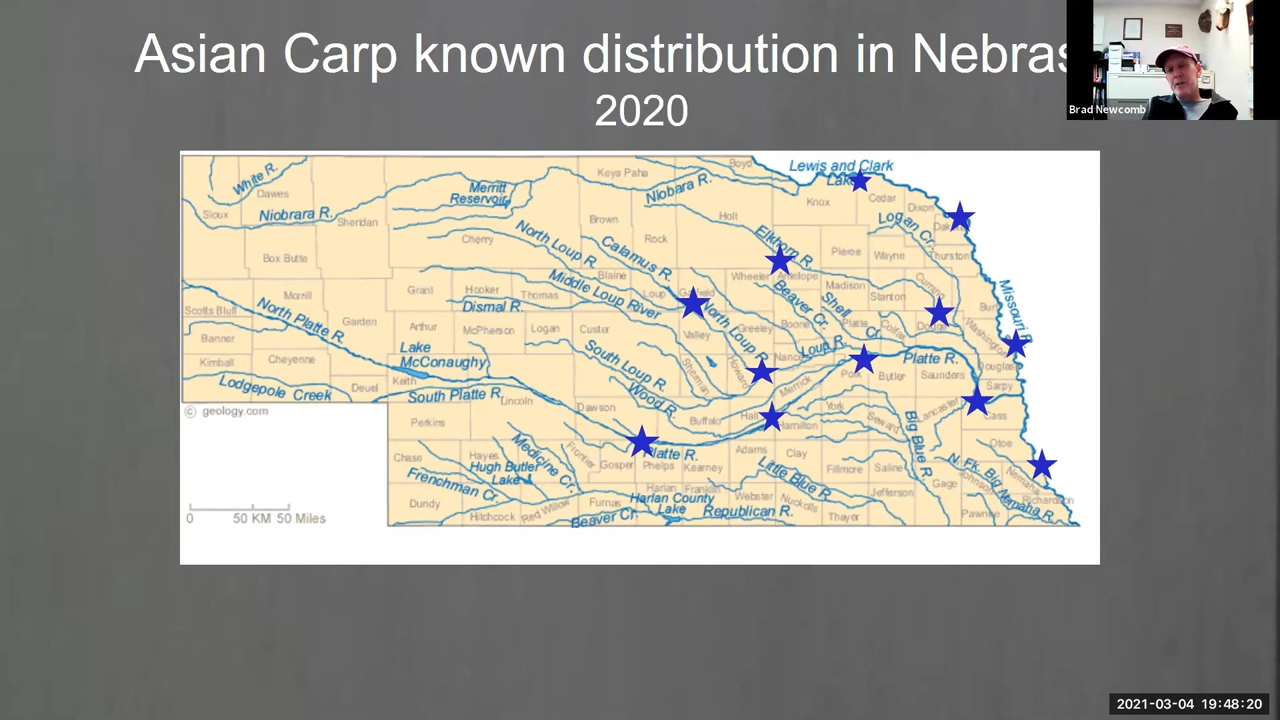 Asian Carp known distribution in Nebras
2020
Brad Newcomb
Boyd
Lewis and Clark
Lake
White R.
Dawes
Keya Paha
Niobara R.
Merritt
Reservoir
Knox
Cedar
Dixon
Sioux
Niobrara R.
Sheridan
Brown
Holt
Logan Cr.
Dak
Cherry
North Loup R.
Calamus R.
Rock
Elkhorn R.
Pierce
Wayne
Thurston
Box Butte
Blaine
Wheeler
Antelope
Madison
Stanton
Cuming
Burt
Missouri R
Morrill
Grant
Hooker
Thomas
Middle Loup River
Loup
Garfield
Beaver Cr.
Shell
Cr.
Scotts Bluff
North Platte R.
Garden
Dismal R.
Arthur
McPherson
Logan
Custer
Valley
North Loup R.
Greeley
Boone
Platte
Colfax
Dodge
Washington
Banner
Lake
McConaughy
South Loup R.
Sherman
Howard
Nance
Loup R.
Platte R.
Douglas
Kimball
Cheyenne
Keith
Merrick
Polk
Butler
Saunders
Sarpy
Lodgepole Creek
Deuel
South Platte R.
Lincoln
Wood R.
© geology.com
Dawson
Buffalo
Hall
Hamilton
York
Seward
Lancaster
Cass
Perkins
Big Blue R
Otoe
Chase
Hayes
Medicine Cr.
Frontier
Gosper
Phelps
Kearney
Platte R.
Adams
Clay
Fillmore
Saline
Hugh Butler
Lake
Little Blue R.
Gage
N. Fk. Big Nemaha R.
Johnson
Nemaha
Frenchman Cr.
Harlan
Franklin
Webster
Nuckolls
Jefferson
Richardson
Dundy
Hitchcock
Red Willow
Furnas
Harlan County
Lake
Republican R.
Thayer
Pawnee
Beaver Cr.
0 50 KM 50 Miles
2021-03-04 19:48:20